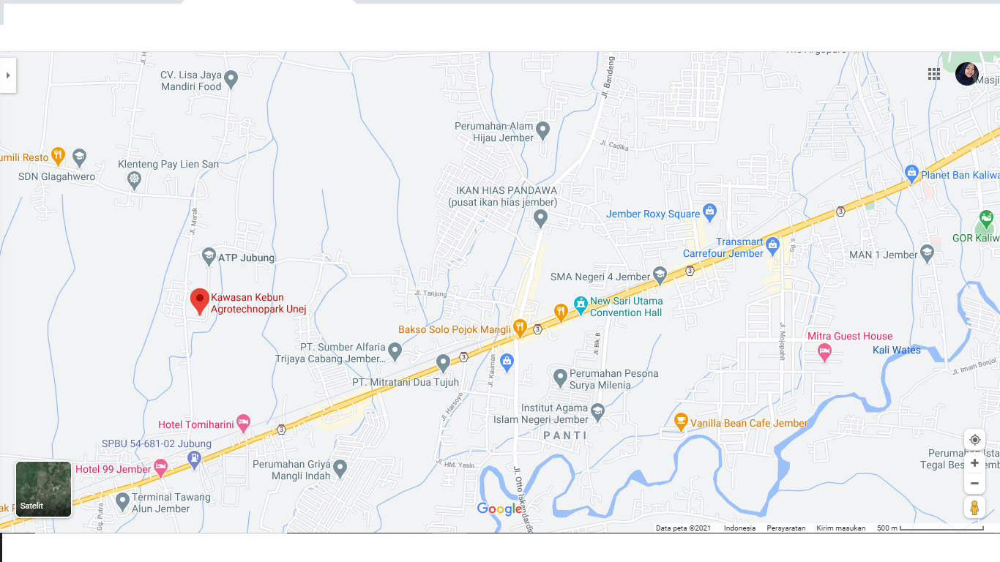 CV. Lisa Jaya
Mandiri Food
Jl. Bandeng
Perumahan Alam
Hijau Jember
Jl. Cadika
umili Resto
SDN Glagahwero
Klenteng Pay Lien San
Planet Ban Kaliwa
IKAN HIAS PANDAWA
(pusat ikan hias jember)
Jl. Merak
Jember Roxy Square
3
GOR Kaliw
Transmart
Carrefour Jember
Gg. 9
MAN 1 Jember
ATP Jubung
SMA Negeri 4 Jember
3
Kawasan Kebun
Agrotechnopark Unej
Jl. Tanjung
New Sari Utama
Convention Hall
Bakso Solo Pojok Mangli
3
Jl. Blk. B
Jl. Mojopahit
Mitra Guest House
Kali Wates
PT. Sumber Alfaria
Trijaya Cabang Jember...
3
Jl. Kauman
Jl. Imam Bonjol
PT. Mitratani Dua Tujuh
Perumahan Pesona
Surya Milenia
Jl. Harsoyo
Institut Agama
Islam Negeri Jember
PANTI
Vanilla Bean Cafe Jember
Hotel Tomiharini
3
SPBU 54-681-02 Jubung
Hotel 99 Jember
Perumahan Griya
Mangli Indah
Jl. HM. Yasin
Jl. Otto Iskandardin
Tegal Bes
Satelit
Terminal Tawang
Alun Jember
Gg. Putra
Google
Data peta ©2021 Indonesia Persyaratan Kirim masukan 500 m